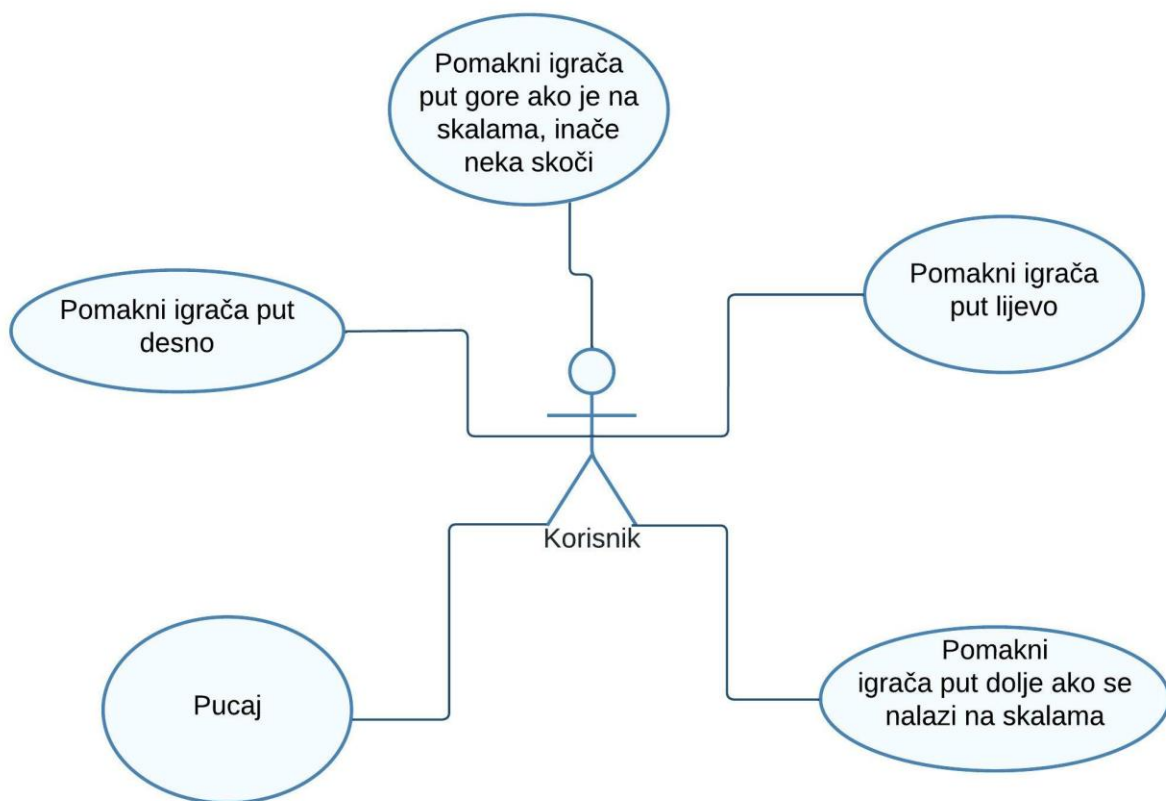 Pomakni igrača
put gore ako je na
skalama, inače
neka skoči
Pomakni igrača
put lijevo
Pomakni igrača put
desno
Korisnik
Pucaj
Pomakni
igrača put dolje ako se
nalazi na skalama